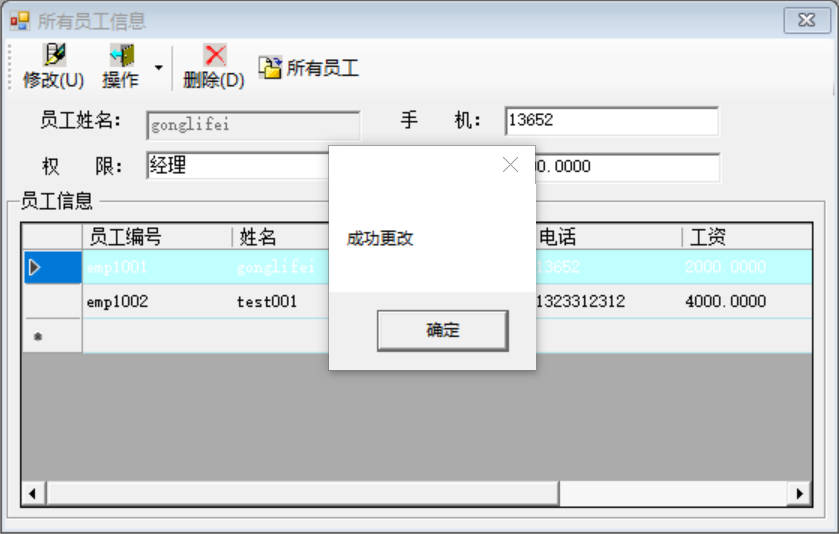 所有员工信息
修改(U) 操作 删除(D) 所有员工
员工姓名: gonglifei 手 机: 13652
权 限: 经理 00.0000
员工信息
员工编号 姓名 电话 工资
emp1001 gonglifei 13652 2000.0000
emp1002 test001 1323312312 4000.0000
成功更改
确定